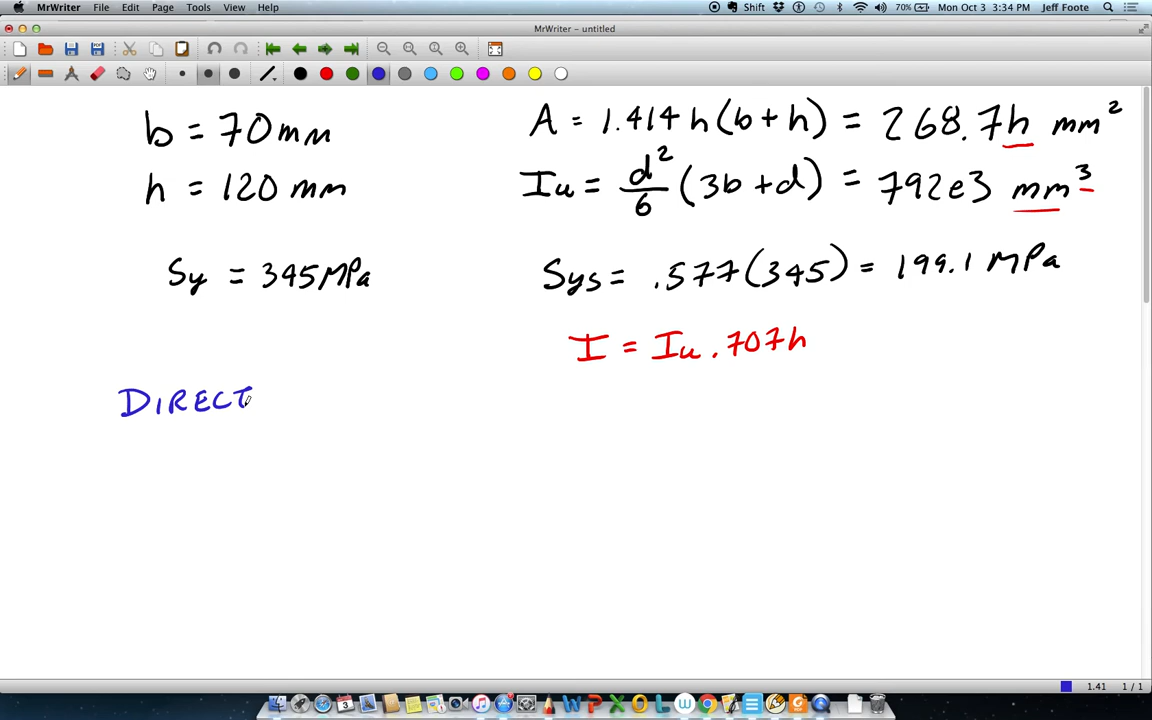 MrWriter File Edit Page Tools View Help Shift 70% Mon Oct 3 3:34 PM Jeff Foote
MrWriter - untitled
b = 70 mm
A = 1.414 h (b + h) = 268.7h mm²
h = 120 mm
Iu = d²/6 (3b + d) = 792e3 mm³
Sy = 345 MPa
Sys = .577 (345) = 199.1 MPa
I = Iu .707h
DIRECT
1.41 1 / 1